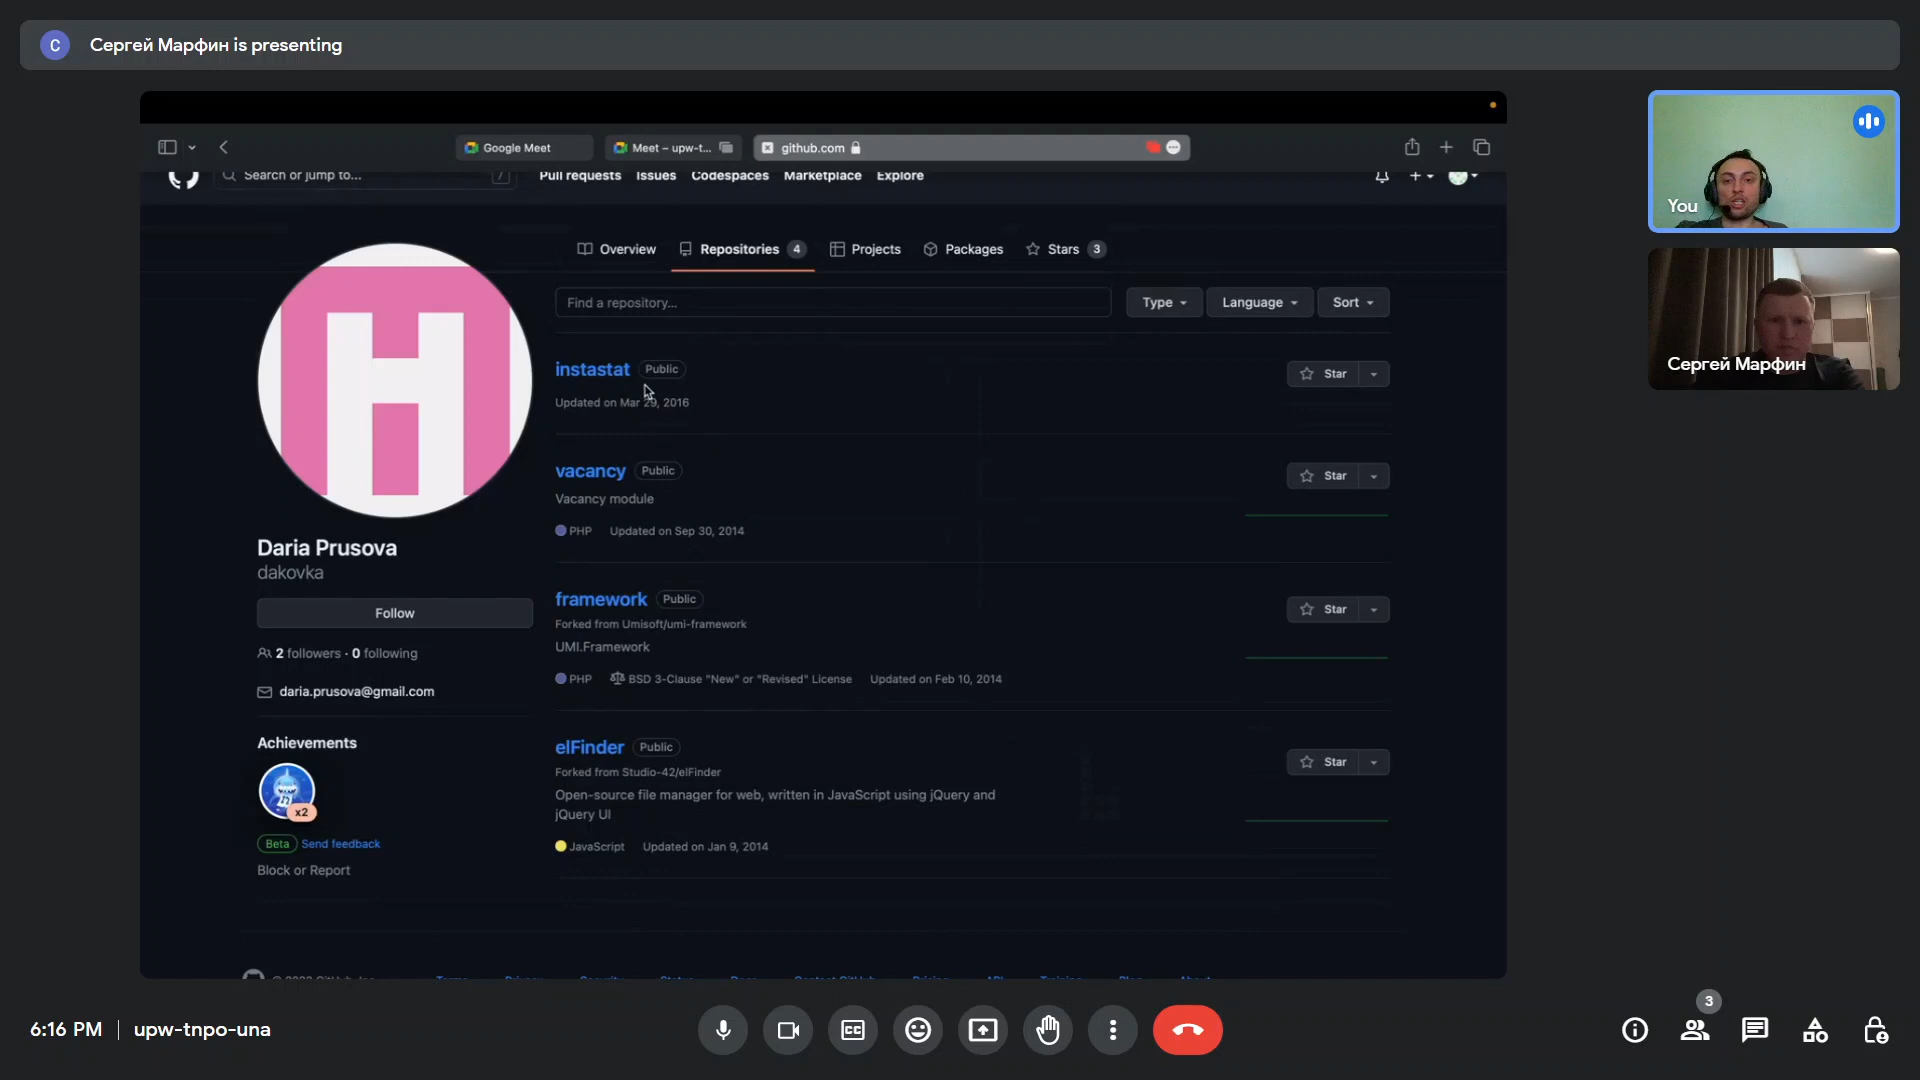 C
Сергей Марфин is presenting
Google Meet
Meet – upw-t...
github.com
Search or jump to...
/
Pull requests
Issues
Codespaces
Marketplace
Explore
Overview
Repositories 4
Projects
Packages
Stars 3
Find a repository...
Type
Language
Sort
instastat Public
Star
Updated on Mar 29, 2016
vacancy Public
Star
Vacancy module
PHP Updated on Sep 30, 2014
framework Public
Star
Forked from Umisoft/umi-framework
UMI.Framework
PHP BSD 3-Clause "New" or "Revised" License Updated on Feb 10, 2014
elFinder Public
Star
Forked from Studio-42/elFinder
Open-source file manager for web, written in JavaScript using jQuery and
jQuery UI
JavaScript Updated on Jan 9, 2014
Daria Prusova
dakovka
Follow
2 followers · 0 following
daria.prusova@gmail.com
Achievements
x2
Beta Send feedback
Block or Report
You
Сергей Марфин
6:16 PM | upw-tnpo-una
CC
3